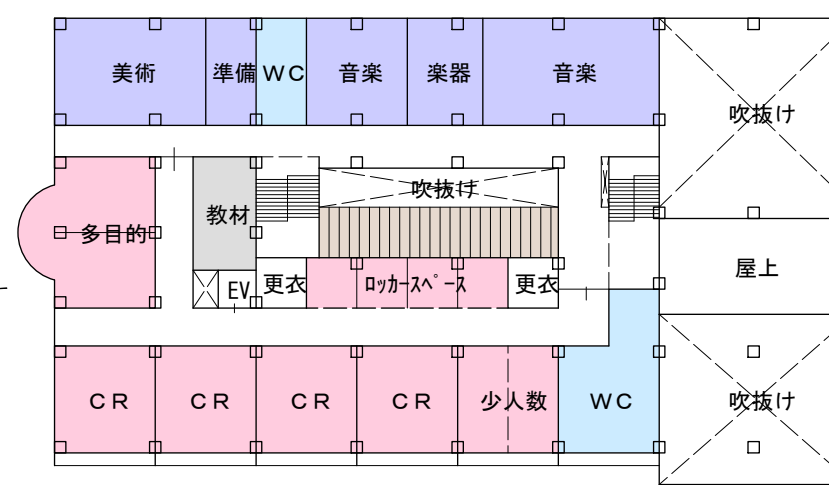 美術
準備
WC
音楽
楽器
音楽
吹抜け
吹抜け
教材
多目的
屋上
EV
更衣
ロッカースペース
更衣
CR
CR
CR
CR
少人数
WC
吹抜け